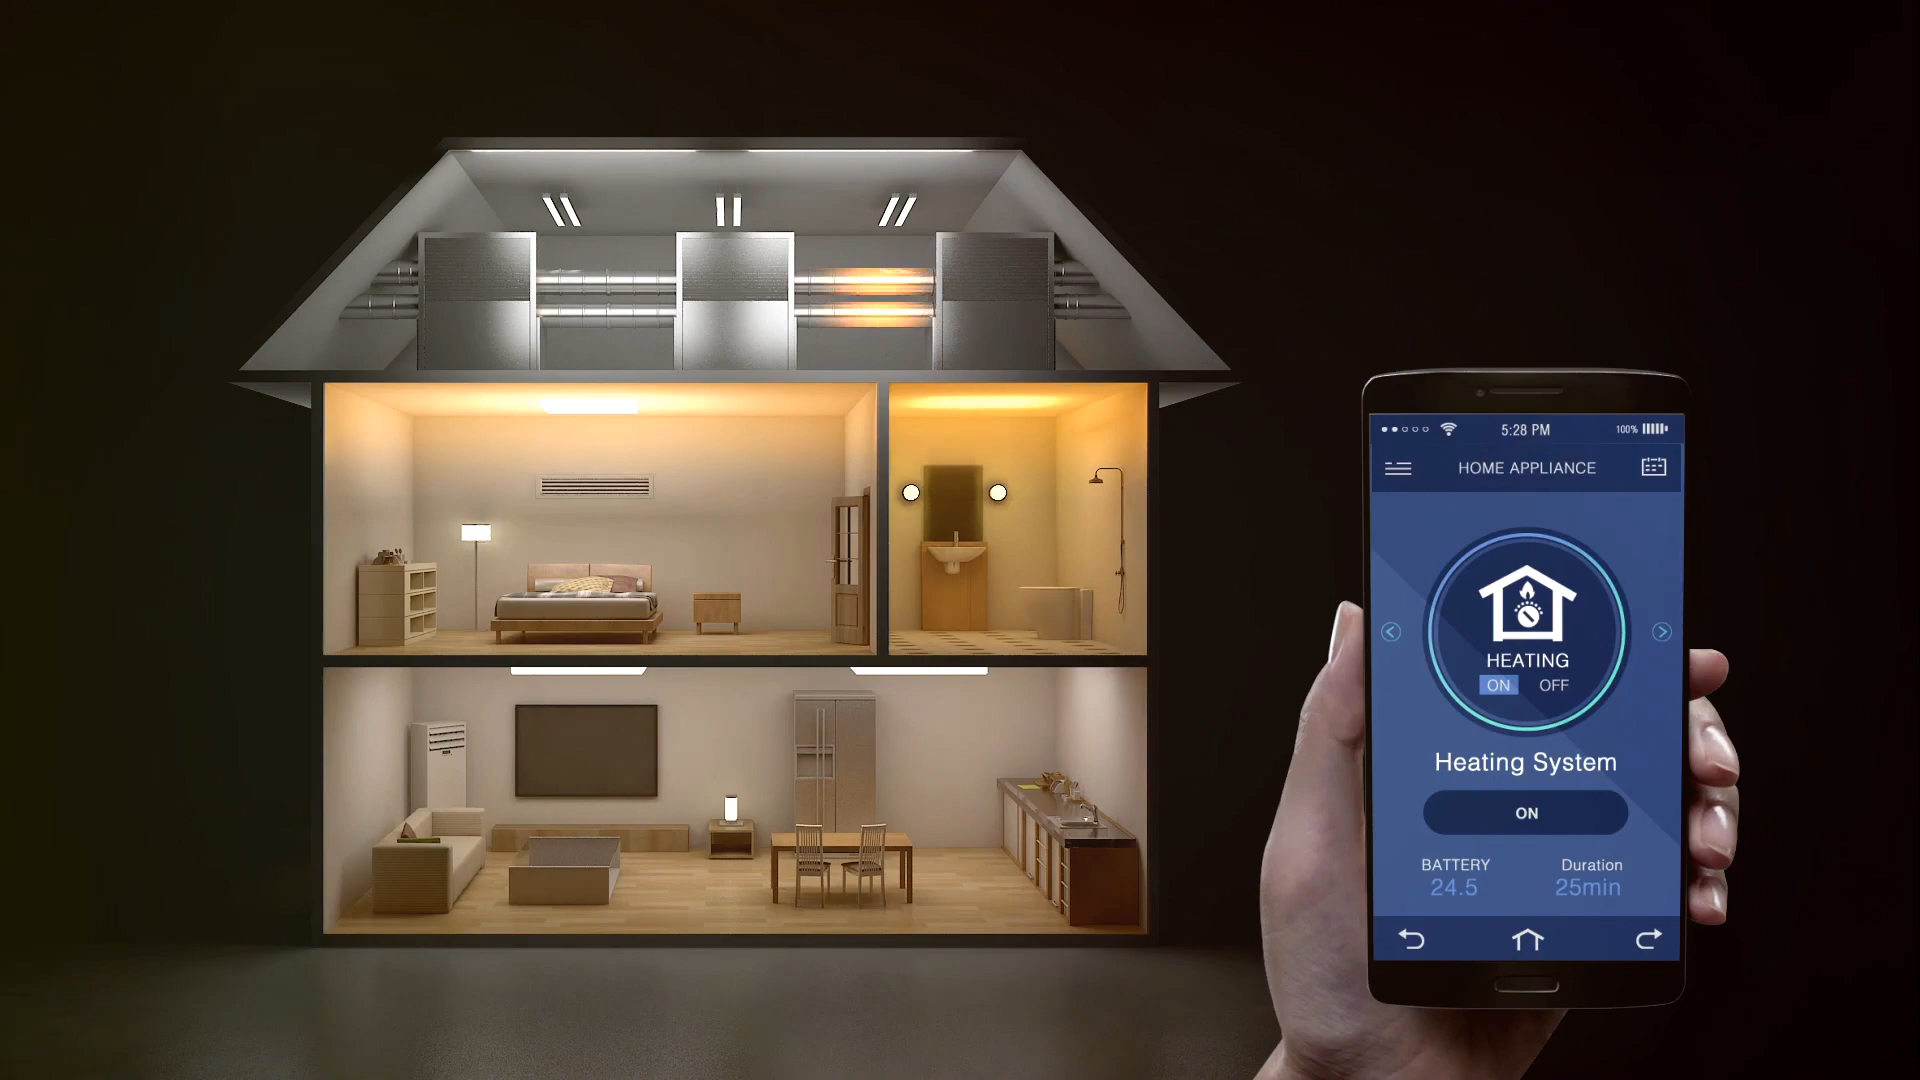 5:28 PM
100%
HOME APPLIANCE
HEATING
ON OFF
Heating System
ON
BATTERY Duration
24.5 25min